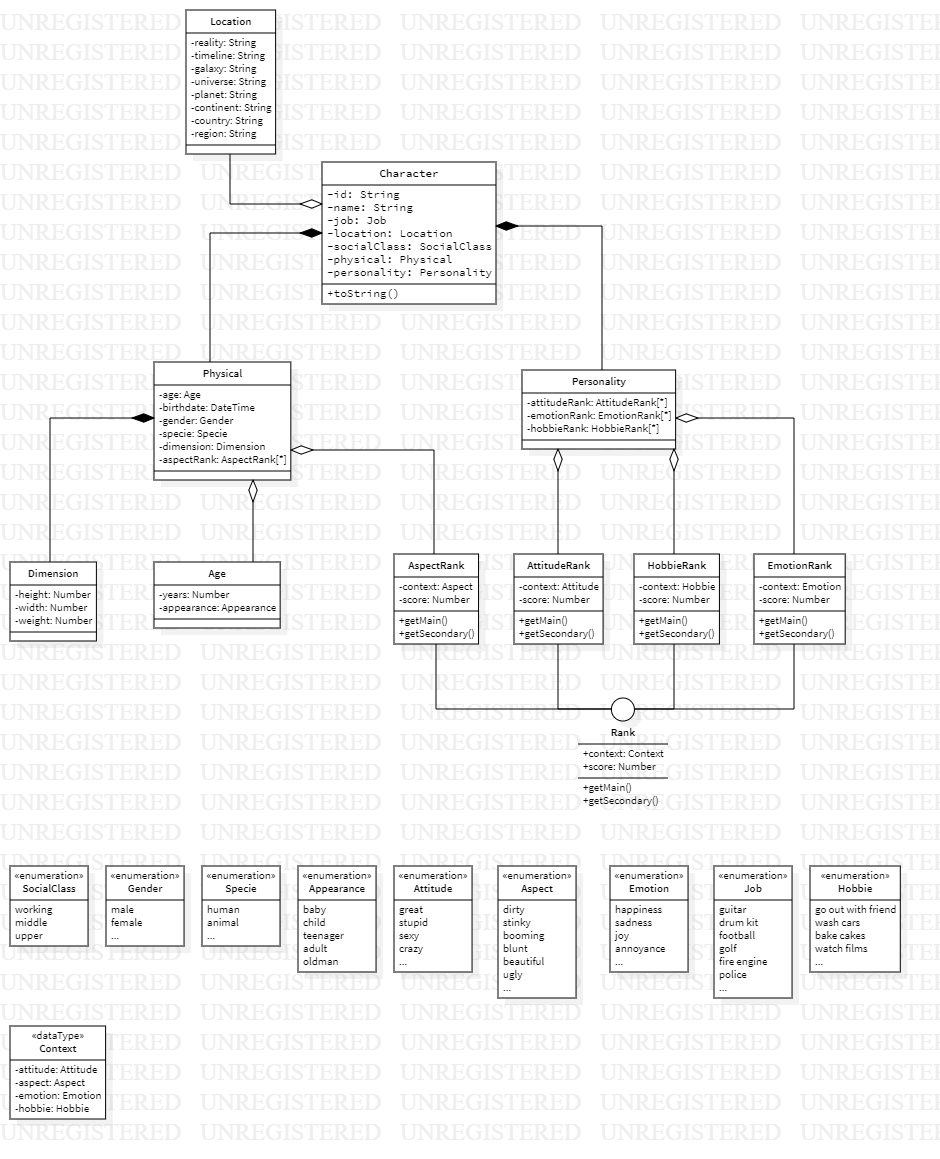 Location
-reality: String
-timeline: String
-galaxy: String
-universe: String
-planet: String
-continent: String
-country: String
-region: String
Character
-id: String
-name: String
-job: Job
-location: Location
-socialClass: SocialClass
-physical: Physical
-personality: Personality
+toString()
Physical
-age: Age
-birthdate: DateTime
-gender: Gender
-specie: Specie
-dimension: Dimension
-aspectRank: AspectRank[*]
Personality
-attitudeRank: AttitudeRank[*]
-emotionRank: EmotionRank[*]
-hobbieRank: HobbieRank[*]
Dimension
-height: Number
-width: Number
-weight: Number
Age
-years: Number
-appearance: Appearance
AspectRank
-context: Aspect
-score: Number
+getMain()
+getSecondary()
AttitudeRank
-context: Attitude
-score: Number
+getMain()
+getSecondary()
HobbieRank
-context: Hobbie
-score: Number
+getMain()
+getSecondary()
EmotionRank
-context: Emotion
-score: Number
+getMain()
+getSecondary()
Rank
+context: Context
+score: Number
+getMain()
+getSecondary()
«enumeration»
SocialClass
working
middle
upper
«enumeration»
Gender
male
female
...
«enumeration»
Specie
human
animal
...
«enumeration»
Appearance
baby
child
teenager
adult
oldman
«enumeration»
Attitude
great
stupid
sexy
crazy
...
«enumeration»
Aspect
dirty
stinky
booming
blunt
beautiful
ugly
...
«enumeration»
Emotion
happiness
sadness
joy
annoyance
...
«enumeration»
Job
guitar
drum kit
football
golf
fire engine
police
...
«enumeration»
Hobbie
go out with friend
wash cars
bake cakes
watch films
...
«dataType»
Context
-attitude: Attitude
-aspect: Aspect
-emotion: Emotion
-hobbie: Hobbie
UNREGISTERED